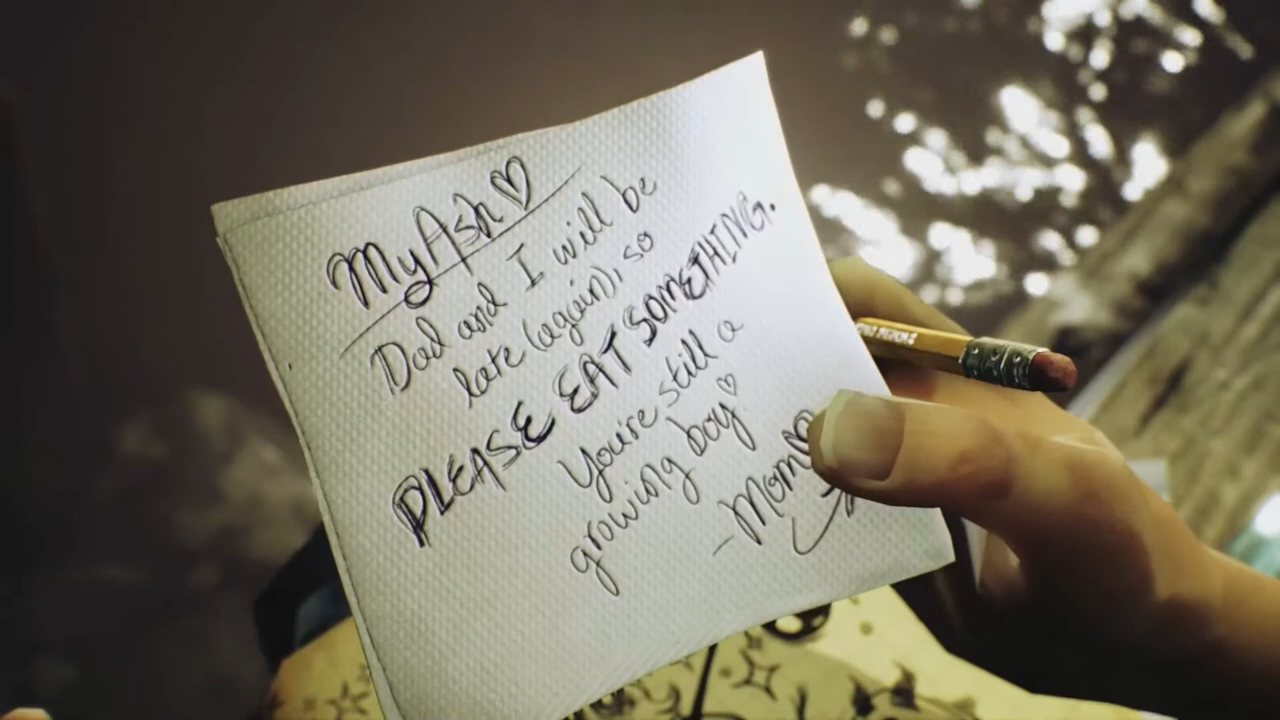 My Ash♡
Dad and I will be
late (again), so
PLEASE EAT SOMETHING.
You're still a
growing boy♡
-Mom♡